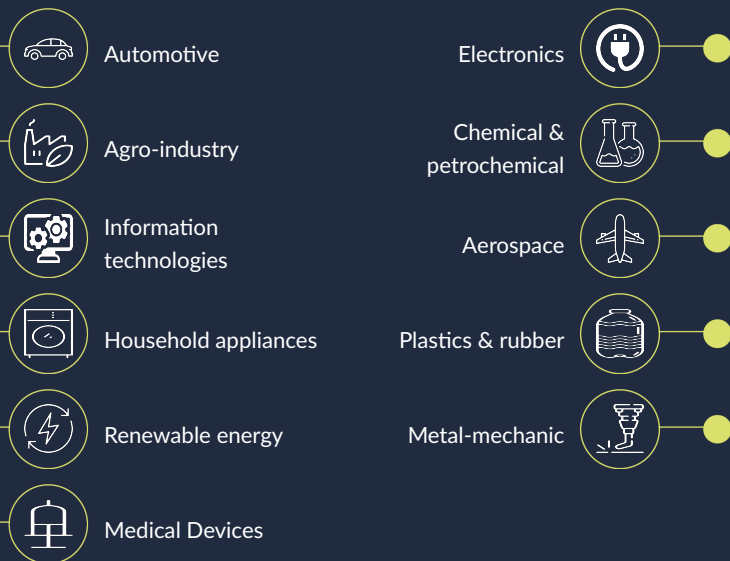 Automotive
Agro-industry
Information
technologies
Household appliances
Renewable energy
Medical Devices
Electronics
Chemical &
petrochemical
Aerospace
Plastics & rubber
Metal-mechanic